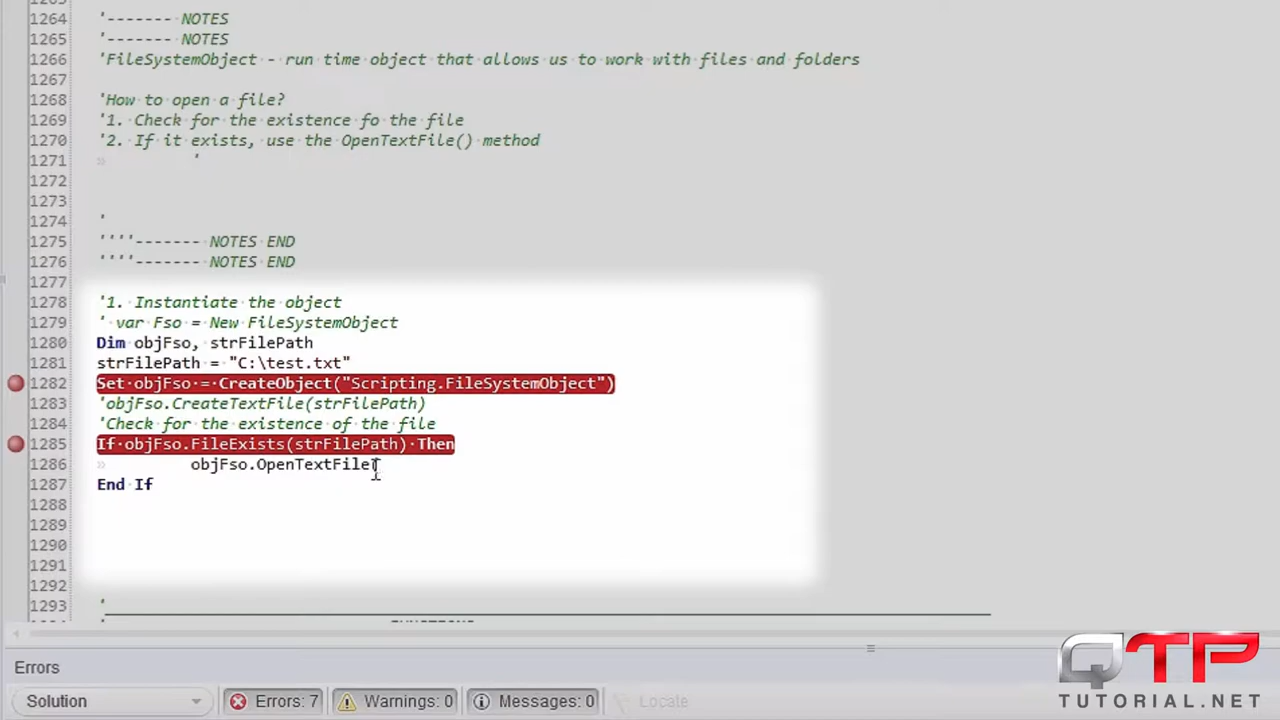 1264 '------- NOTES
1265 '------- NOTES
1266 'FileSystemObject - run time object that allows us to work with files and folders
1267
1268 'How to open a file?
1269 '1. Check for the existence fo the file
1270 '2. If it exists, use the OpenTextFile() method
1271 '
1272
1273
1274 '
1275 ''''------- NOTES END
1276 ''''------- NOTES END
1277
1278 '1. Instantiate the object
1279 ' var Fso = New FileSystemObject
1280 Dim objFso, strFilePath
1281 strFilePath = "C:\test.txt"
1282 Set objFso = CreateObject("Scripting.FileSystemObject")
1283 'objFso.CreateTextFile(strFilePath)
1284 'Check for the existence of the file
1285 If objFso.FileExists(strFilePath) Then
1286 objFso.OpenTextFile
1287 End If
1288
1289
1290
1291
1292
1293 '
Errors
Solution Errors: 7 Warnings: 0 Messages: 0 Locate
QTP
TUTORIAL.NET